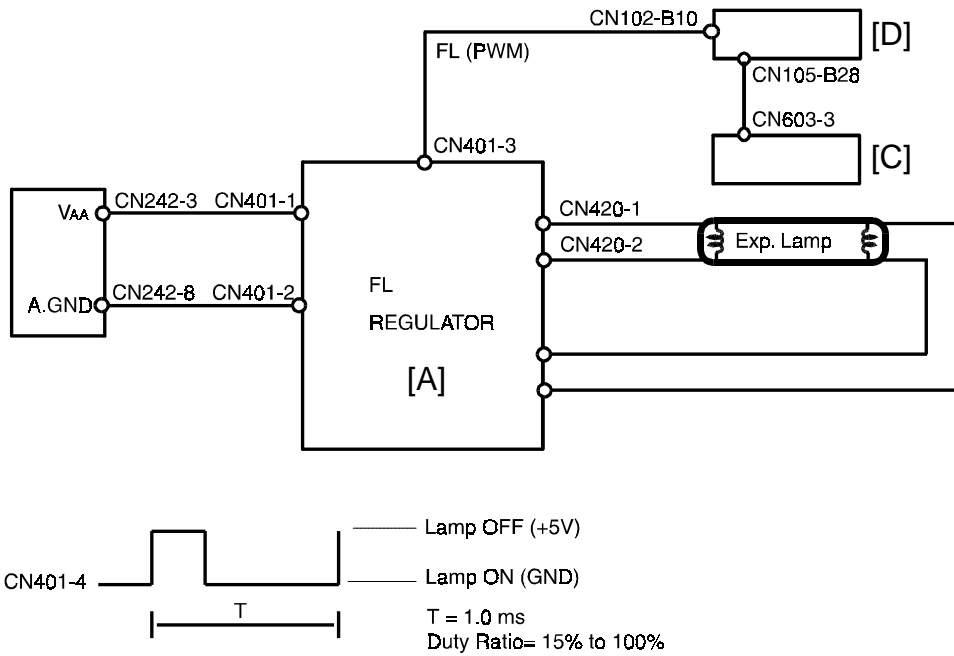 CN102-B10
[D]
FL (PWM)
CN105-B28
CN603-3
[C]
CN401-3
CN242-3 CN401-1
VAA
CN420-1
Exp. Lamp
CN420-2
CN242-8 CN401-2
A.GND
FL
REGULATOR
[A]
Lamp OFF (+5V)
CN401-4
Lamp ON (GND)
T
T = 1.0 ms
Duty Ratio= 15% to 100%